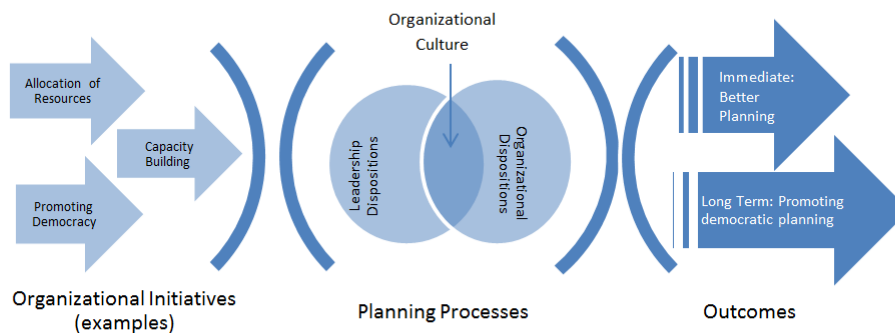 Organizational
Culture
Allocation of
Resources
Capacity
Building
Promoting
Democracy
Leadership
Dispositions
Organizational
Dispositions
Immediate:
Better
Planning
Long Term: Promoting
democratic planning
Organizational Initiatives
(examples)
Planning Processes
Outcomes